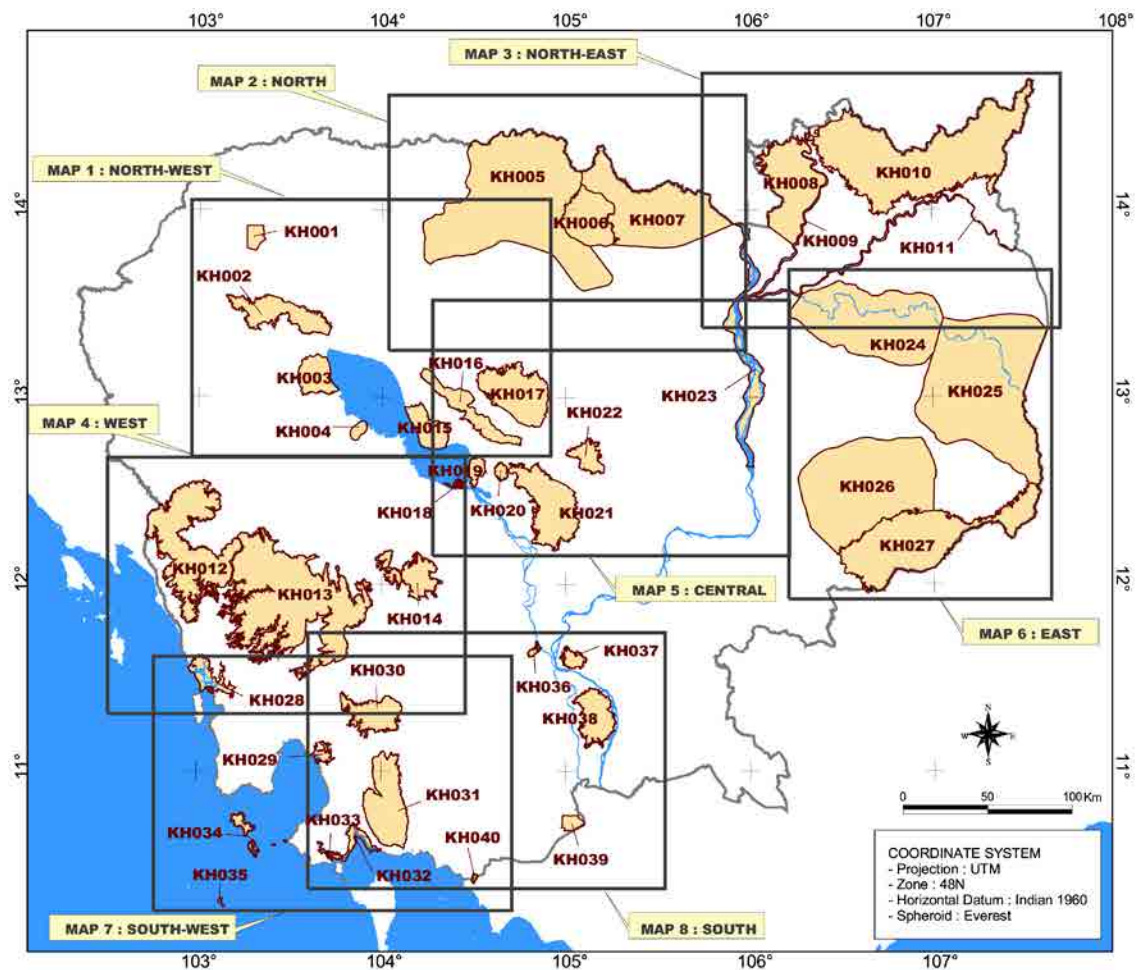 103°
104°
105°
106°
107°
108°
MAP 3 : NORTH-EAST
MAP 2 : NORTH
MAP 1 : NORTH-WEST
14°
14°
KH005
KH006
KH007
KH008
KH010
KH009
KH011
KH001
KH002
KH003
KH004
KH016
KH017
KH015
KH022
KH023
KH024
KH025
13°
13°
MAP 4 : WEST
KH019
KH018
KH020
KH021
KH026
KH027
12°
12°
KH012
KH013
KH014
MAP 5 : CENTRAL
MAP 6 : EAST
KH030
KH037
KH036
KH028
KH038
KH029
11°
11°
KH031
KH033
KH034
KH040
KH039
KH032
KH035
N
W
E
S
0
50
100 Km
COORDINATE SYSTEM
- Projection : UTM
- Zone : 48N
- Horizontal Datum : Indian 1960
- Spheroid : Everest
MAP 7 : SOUTH-WEST
MAP 8 : SOUTH
103°
104°
105°
106°
107°